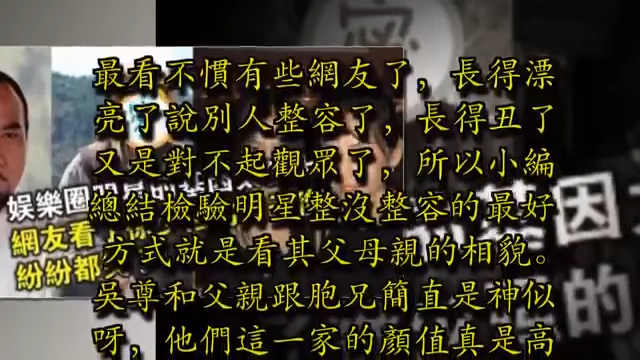 最看不慣有些網友了，長得漂
亮了說別人整容了，長得丑了
又是對不起觀眾了，所以小編
總結檢驗明星整沒整容的最好
方式就是看其父母親的相貌。
吳尊和父親跟胞兄簡直是神似
呀，他們這一家的顏值真是高
娛樂圈
網友看
紛紛都
基因
的